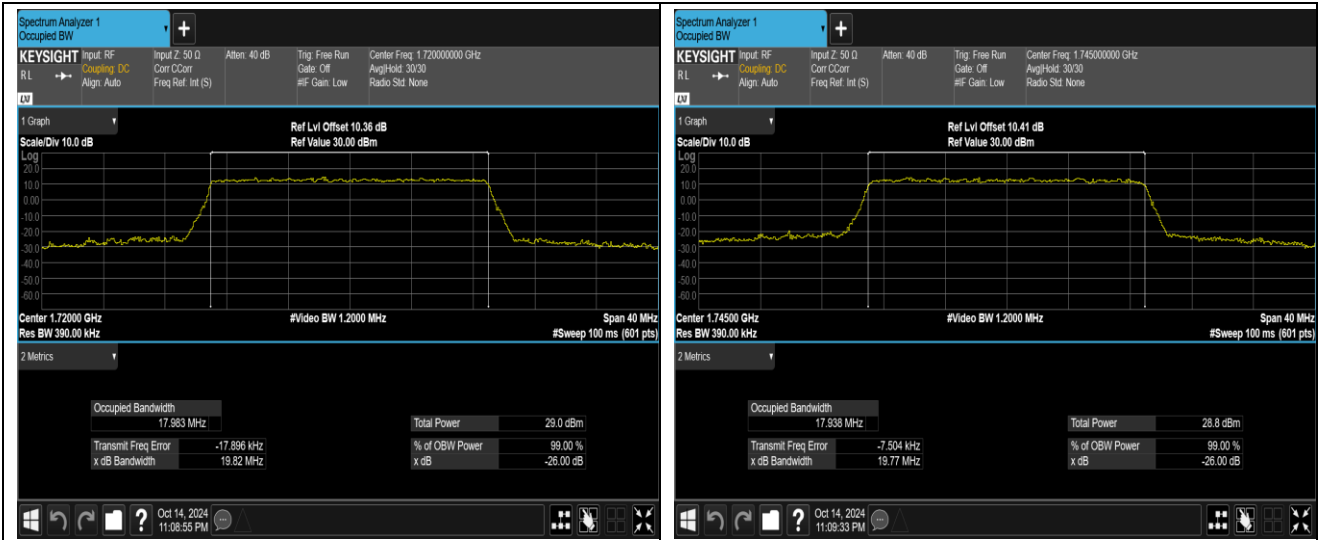 Spectrum Analyzer 1
Occupied BW
+
KEYSIGHT Input: RF Input Z: 50 Ω Atten: 40 dB Trig: Free Run Center Freq: 1.720000000 GHz
RL Coupling: DC Corr CCorr Gate: Off Avg|Hold: 30/30
Align: Auto Freq Ref: Int (S) #IF Gain: Low Radio Std: None
LXI
1 Graph
Ref Lvl Offset 10.36 dB
Scale/Div 10.0 dB Ref Value 30.00 dBm
Log
20.0
10.0
0.00
-10.0
-20.0
-30.0
-40.0
-50.0
-60.0
Center 1.72000 GHz #Video BW 1.2000 MHz Span 40 MHz
Res BW 390.00 kHz #Sweep 100 ms (601 pts)
2 Metrics
Occupied Bandwidth
17.983 MHz Total Power 29.0 dBm
Transmit Freq Error -17.896 kHz % of OBW Power 99.00 %
x dB Bandwidth 19.82 MHz x dB -26.00 dB
? Oct 14, 2024
11:08:55 PM
Spectrum Analyzer 1
Occupied BW
+
KEYSIGHT Input: RF Input Z: 50 Ω Atten: 40 dB Trig: Free Run Center Freq: 1.745000000 GHz
RL Coupling: DC Corr CCorr Gate: Off Avg|Hold: 30/30
Align: Auto Freq Ref: Int (S) #IF Gain: Low Radio Std: None
LXI
1 Graph
Ref Lvl Offset 10.41 dB
Scale/Div 10.0 dB Ref Value 30.00 dBm
Log
20.0
10.0
0.00
-10.0
-20.0
-30.0
-40.0
-50.0
-60.0
Center 1.74500 GHz #Video BW 1.2000 MHz Span 40 MHz
Res BW 390.00 kHz #Sweep 100 ms (601 pts)
2 Metrics
Occupied Bandwidth
17.938 MHz Total Power 28.8 dBm
Transmit Freq Error -7.504 kHz % of OBW Power 99.00 %
x dB Bandwidth 19.77 MHz x dB -26.00 dB
? Oct 14, 2024
11:09:33 PM